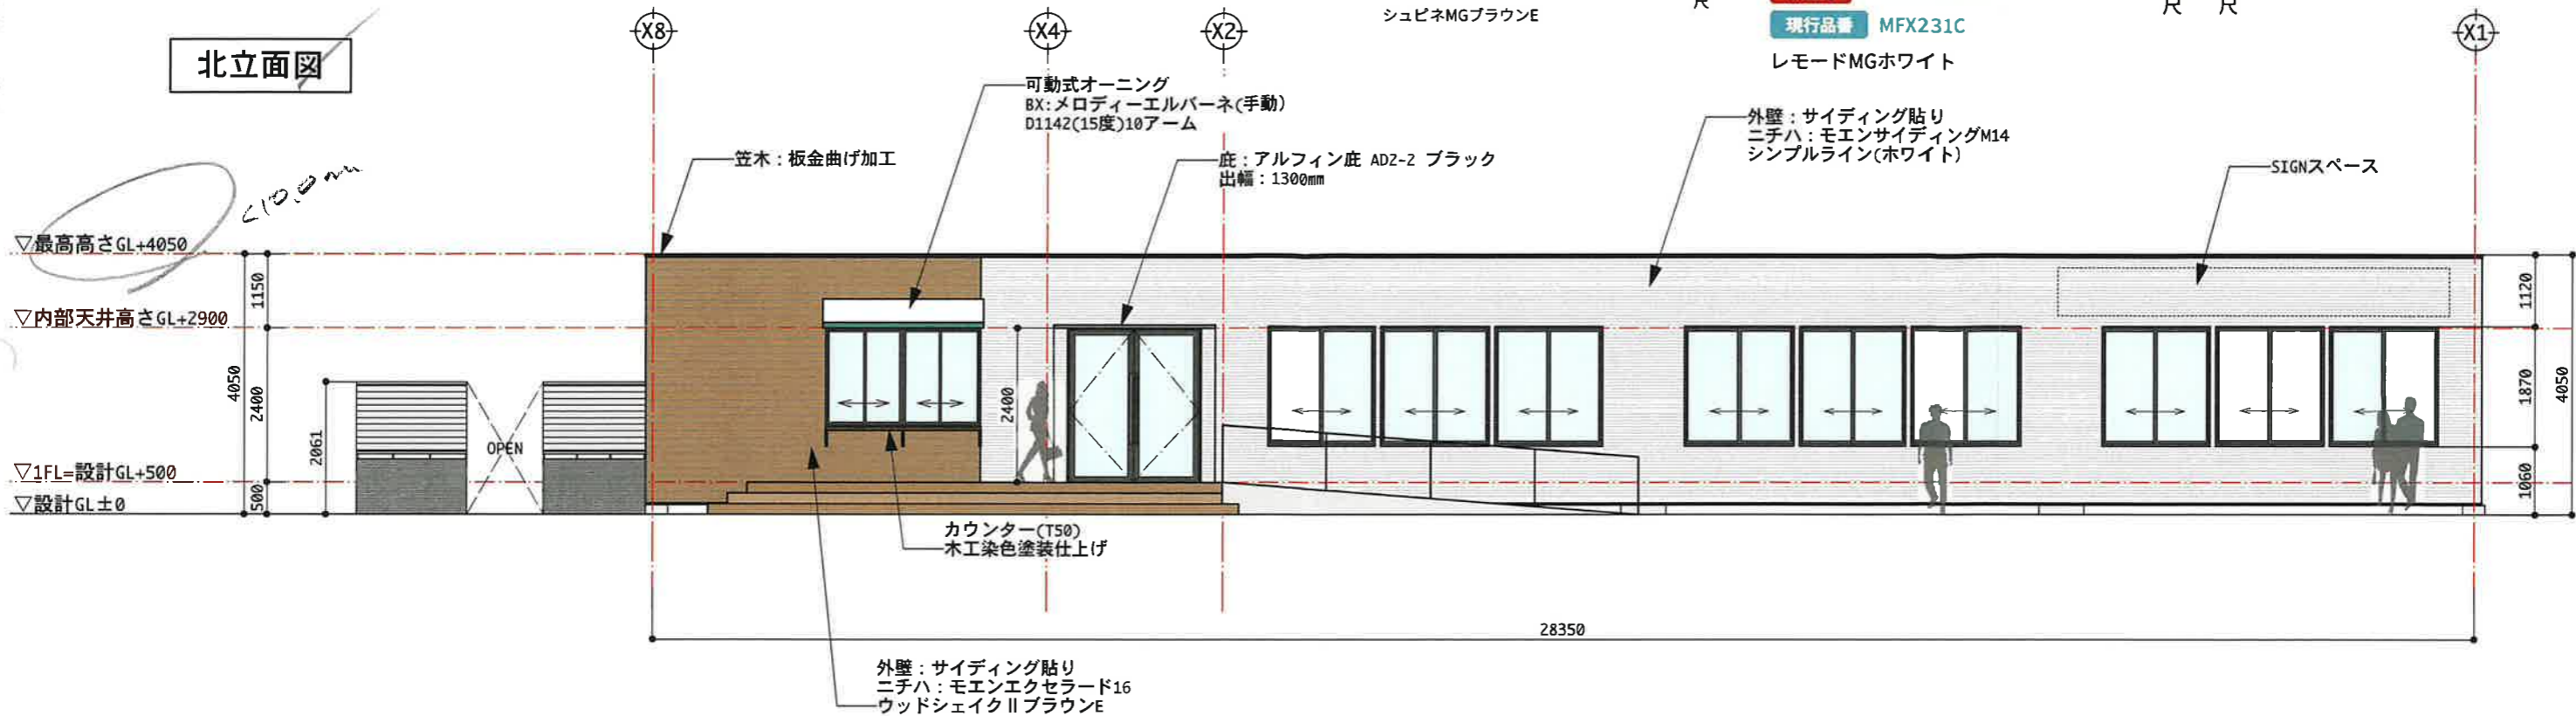 シュピネMGブラウンE
尺
尺 尺
現行品番 MFX231C
レモードMGホワイト
X8
X4
X2
X1
北立面図
可動式オーニング
BX:メロディーエルバーネ(手動)
D1142(15度)10アーム
笠木：板金曲げ加工
庇：アルフィン庇 AD2-2 ブラック
出幅：1300mm
外壁：サイディング貼り
ニチハ：モエンサイディングM14
シンプルライン(ホワイト)
SIGNスペース
<10,0m
▽最高高さGL+4050
▽内部天井高さGL+2900
▽1FL=設計GL+500
▽設計GL±0
4050
1150
2400
500
2061
OPEN
2400
1120
1870
1060
4050
カウンター(T50)
木工染色塗装仕上げ
28350
外壁：サイディング貼り
ニチハ：モエンエクセラード16
ウッドシェイクⅡブラウンE